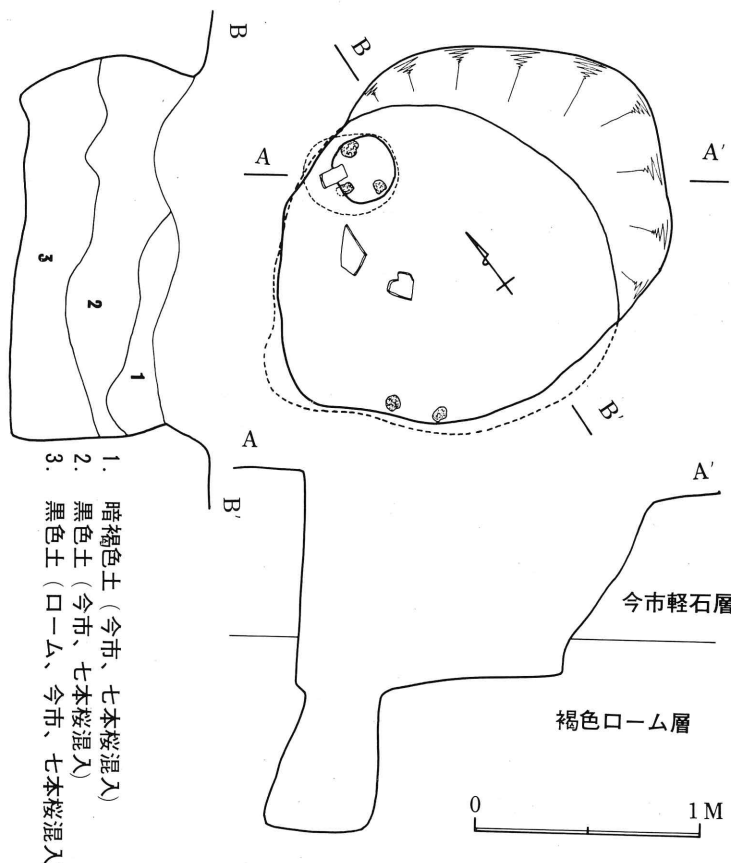 B
B
A
A'
3
2
1
B'
A
B'
A'
1. 暗褐色土（今市、七本桜混入）
2. 黒色土（今市、七本桜混入）
3. 黒色土（ローム、今市、七本桜混入
今市軽石層
褐色ローム層
0 1M